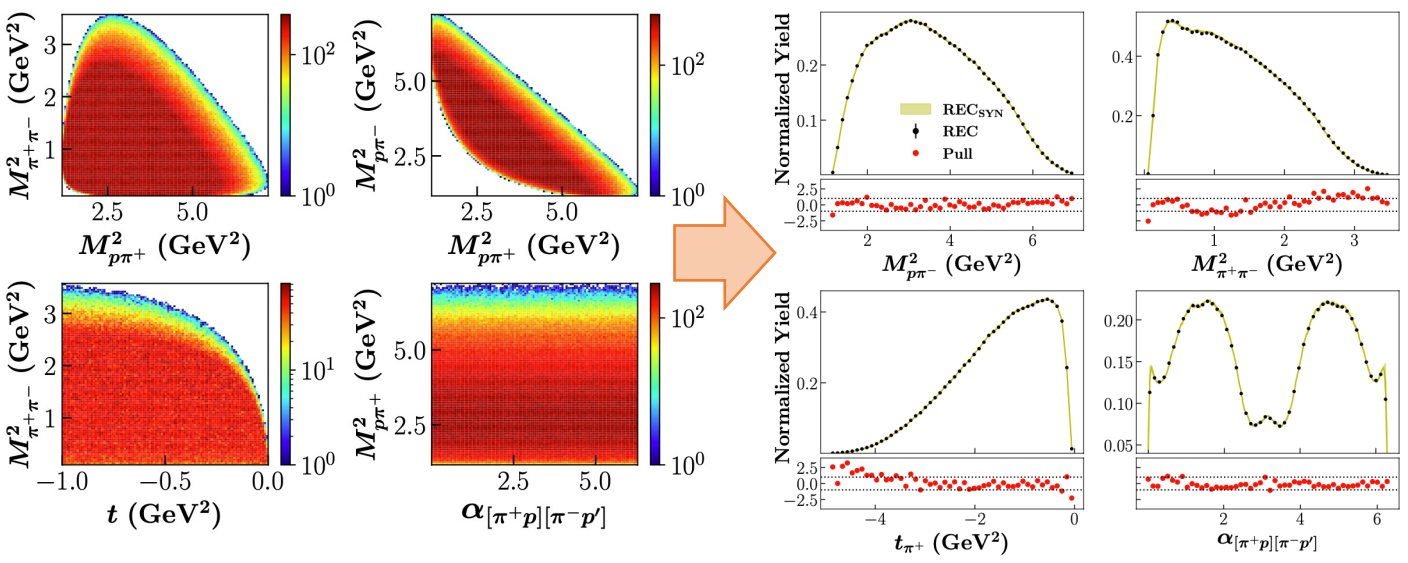 M²π⁺π⁻ (GeV²)
3
2
1
2.5 5.0
M²pπ⁺ (GeV²)
10²
10⁰
M²pπ⁻ (GeV²)
5.0
2.5
2.5 5.0
M²pπ⁺ (GeV²)
10²
10⁰
M²π⁺π⁻ (GeV²)
3
2
1
−1.0 −0.5 0.0
t (GeV²)
10¹
10⁰
M²pπ⁺ (GeV²)
5.0
2.5
2.5 5.0
α[π⁺p][π⁻p′]
10²
10⁰
Normalized Yield
0.2
0.1
REC_SYN
REC
Pull
2.5
0.0
−2.5
2 4 6
M²pπ⁻ (GeV²)
0.4
0.2
1 2 3
M²π⁺π⁻ (GeV²)
Normalized Yield
0.4
0.2
2.5
0.0
−2.5
−4 −2 0
tπ⁺ (GeV²)
0.20
0.15
0.10
0.05
2 4 6
α[π⁺p][π⁻p′]